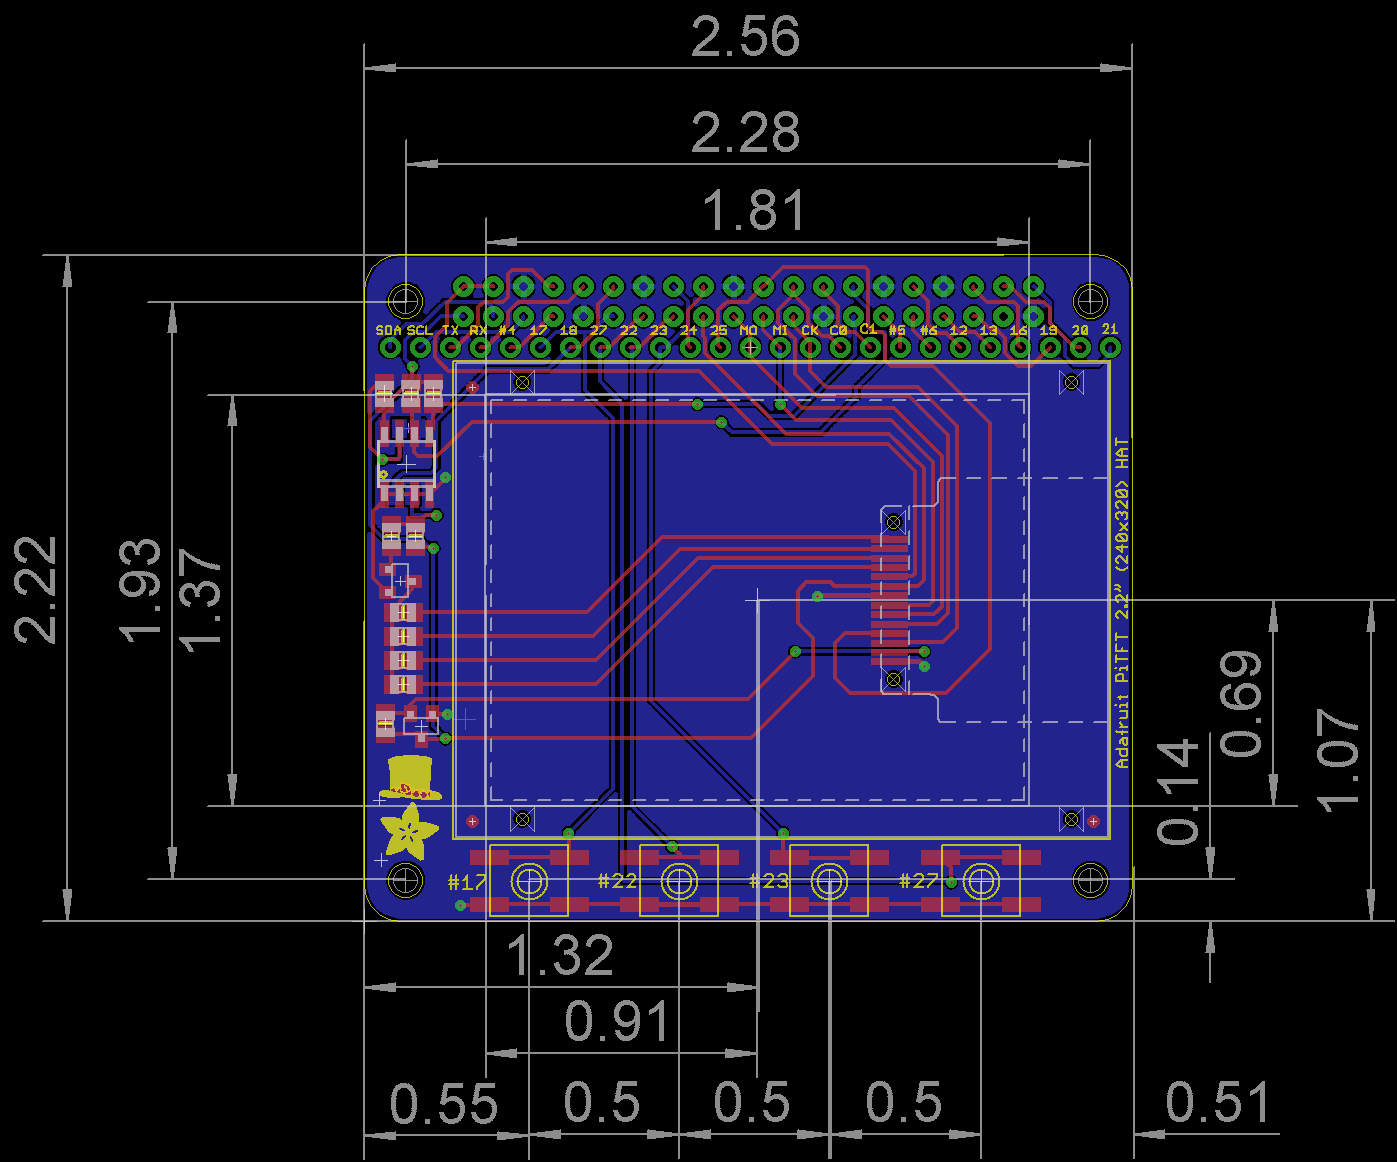 2.56
2.28
1.81
SDA SCL TX RX #4 17 18 27 22 23 24 25 MO MI CK C0 C1 #5 #6 12 13 16 19 20 21
2.22
1.93
1.37
Adafruit PiTFT 2.2" (240x320) HAT
0.69
1.07
0.14
#17 #22 #23 #27
1.32
0.91
0.55 0.5 0.5 0.5 0.51